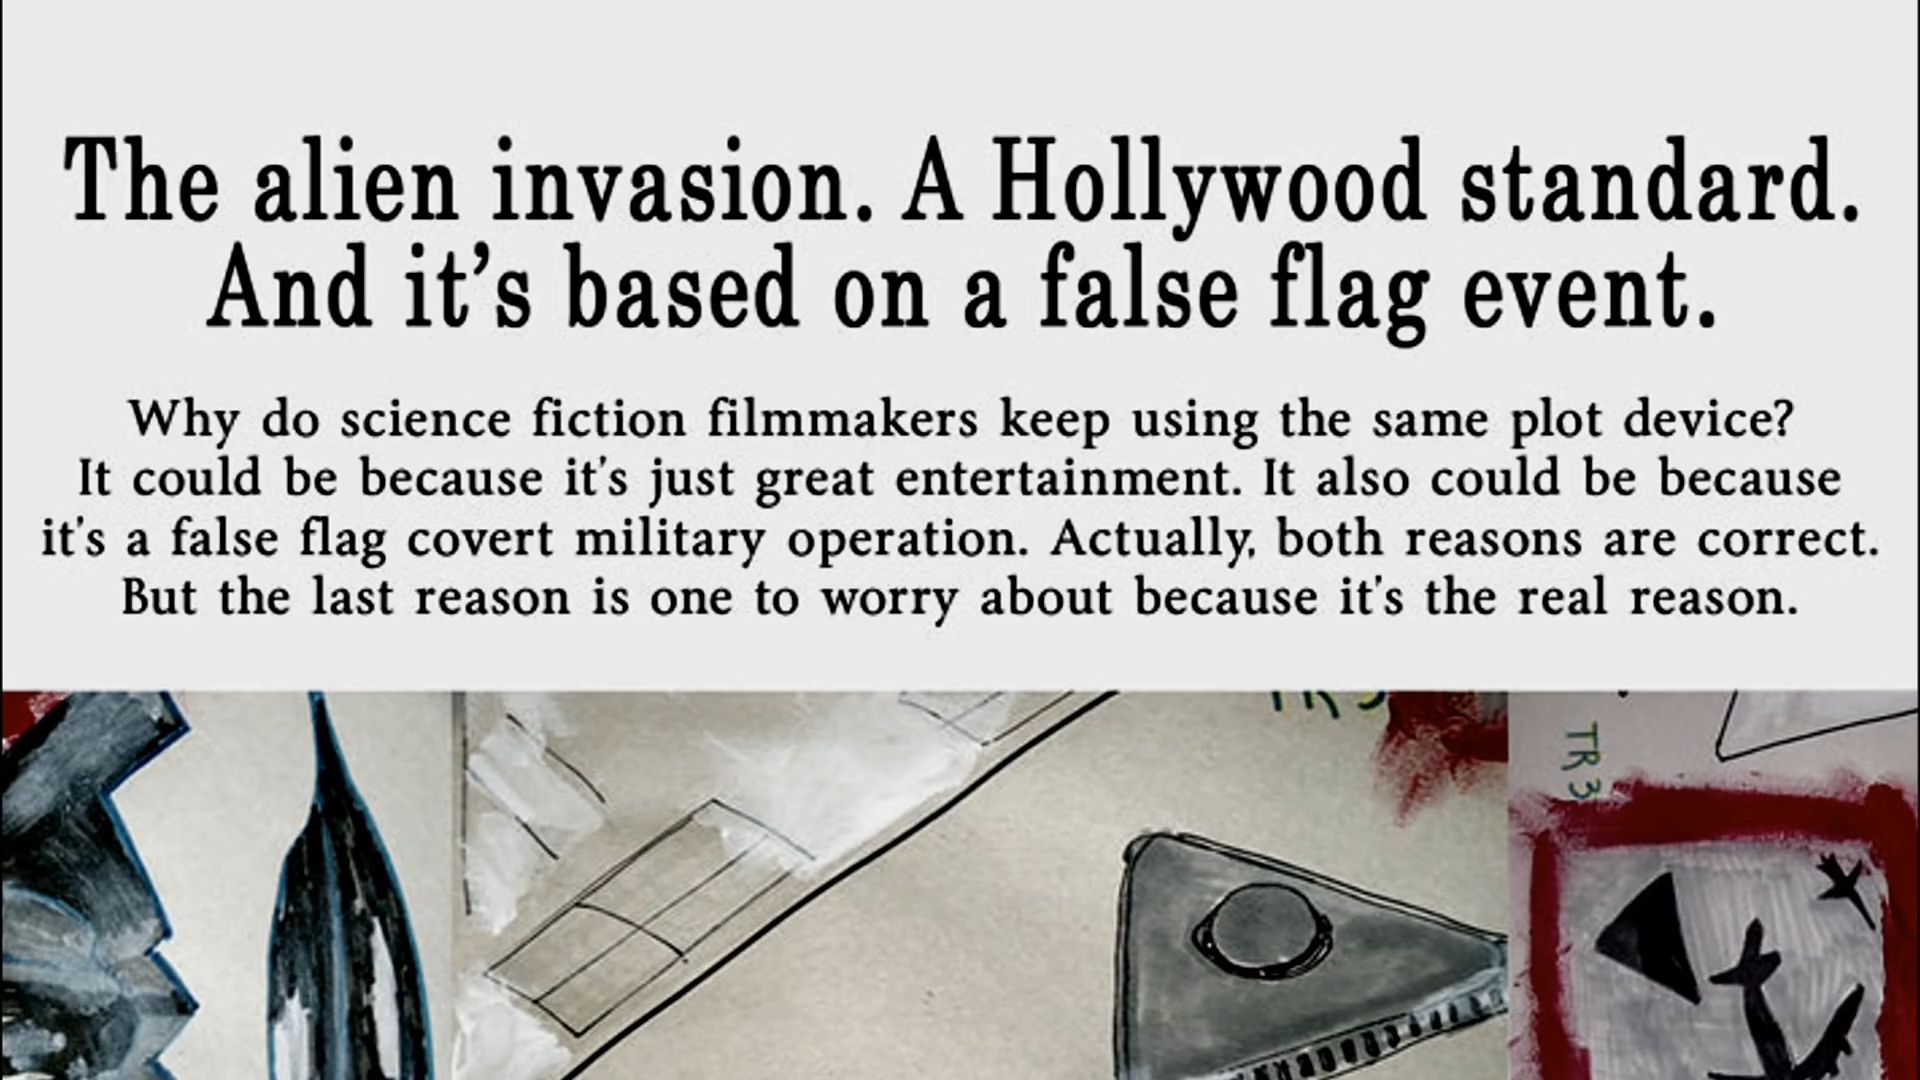 The alien invasion. A Hollywood standard.
And it’s based on a false flag event.
Why do science fiction filmmakers keep using the same plot device?
It could be because it's just great entertainment. It also could be because
it's a false flag covert military operation. Actually, both reasons are correct.
But the last reason is one to worry about because it's the real reason.
TR3
TR3